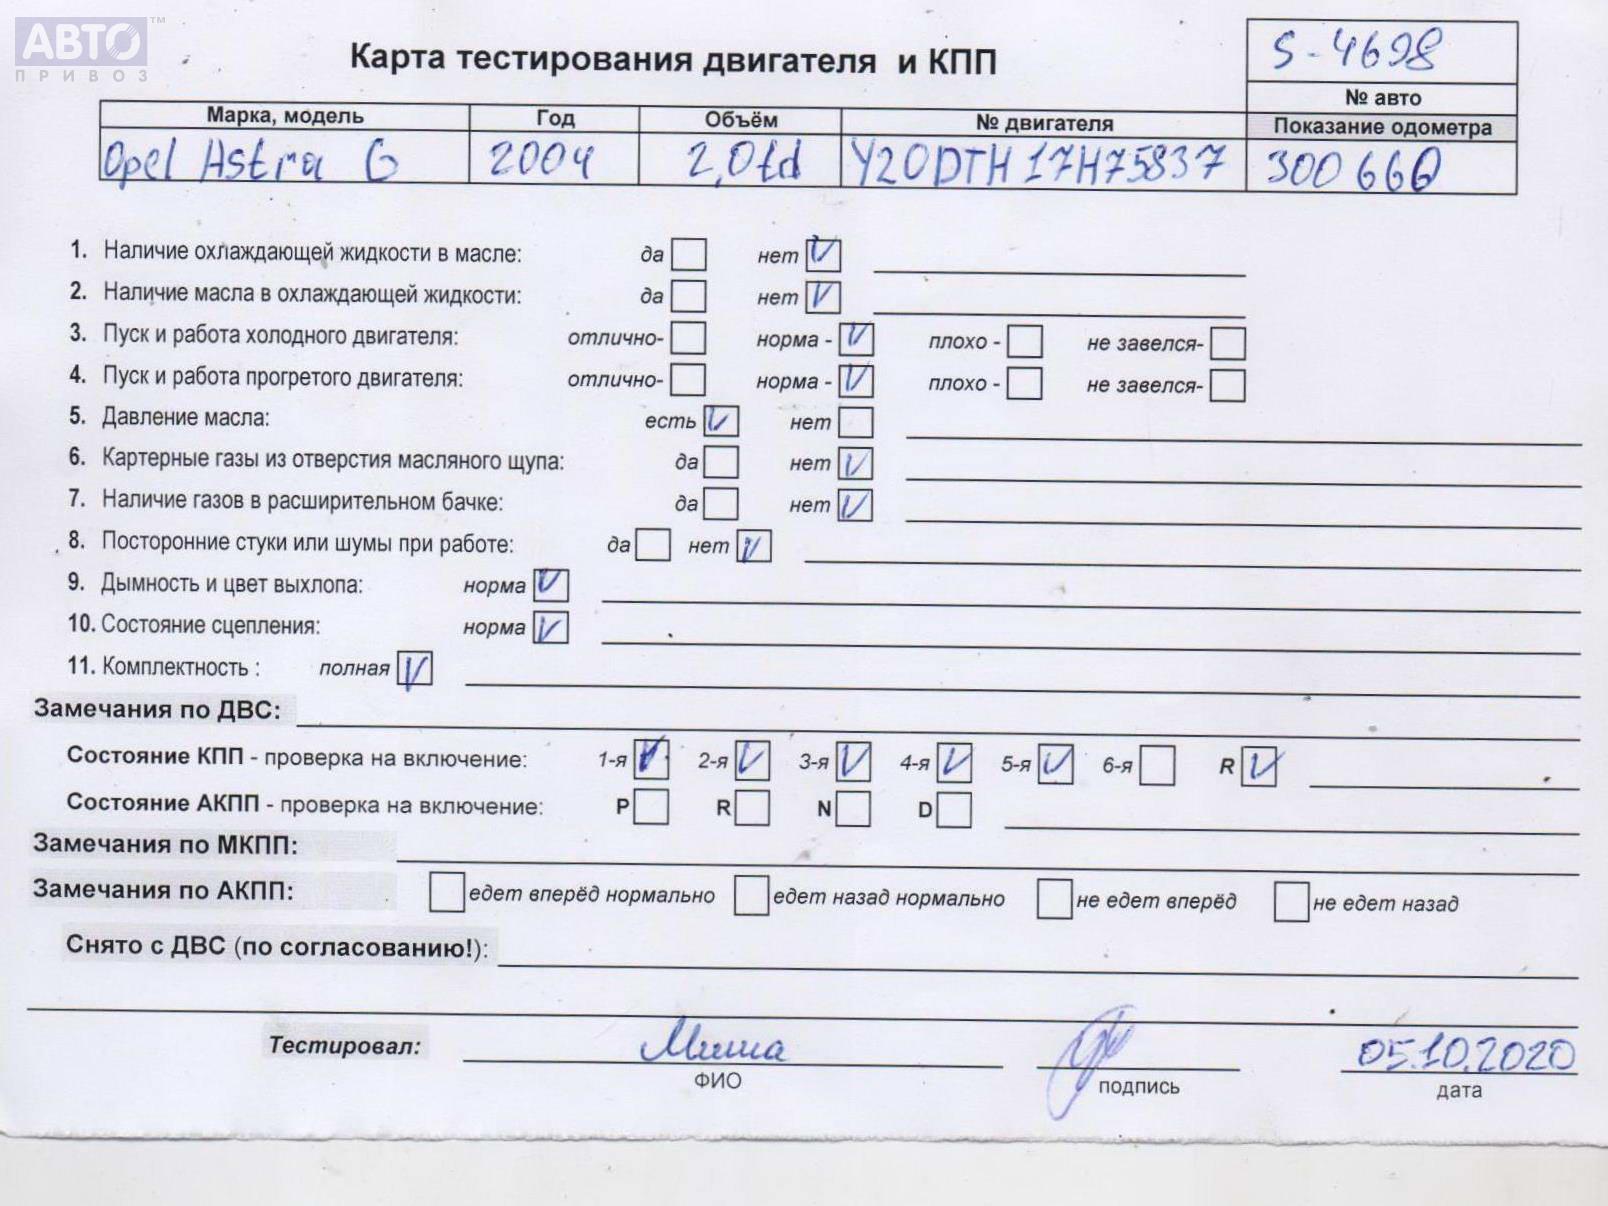 АВТО™
ПРИВОЗ
Карта тестирования двигателя и КПП
S-4698
№ авто
Марка, модель Год Объём № двигателя Показание одометра
Opel Astra G 2004 2,0td Y20DTH 17H75837 300 660
1. Наличие охлаждающей жидкости в масле: да нет V
2. Наличие масла в охлаждающей жидкости: да нет V
3. Пуск и работа холодного двигателя: отлично- норма - V плохо - не завелся-
4. Пуск и работа прогретого двигателя: отлично- норма - V плохо - не завелся-
5. Давление масла: есть V нет
6. Картерные газы из отверстия масляного щупа: да нет V
7. Наличие газов в расширительном бачке: да нет V
8. Посторонние стуки или шумы при работе: да нет V
9. Дымность и цвет выхлопа: норма V
10. Состояние сцепления: норма V
11. Комплектность : полная V
Замечания по ДВС:
Состояние КПП - проверка на включение: 1-я V 2-я V 3-я V 4-я V 5-я V 6-я R V
Состояние АКПП - проверка на включение: P R N D
Замечания по МКПП:
Замечания по АКПП: едет вперёд нормально едет назад нормально не едет вперёд не едет назад
Снято с ДВС (по согласованию!):
Тестировал: Миша 05.10.2020
ФИО подпись дата